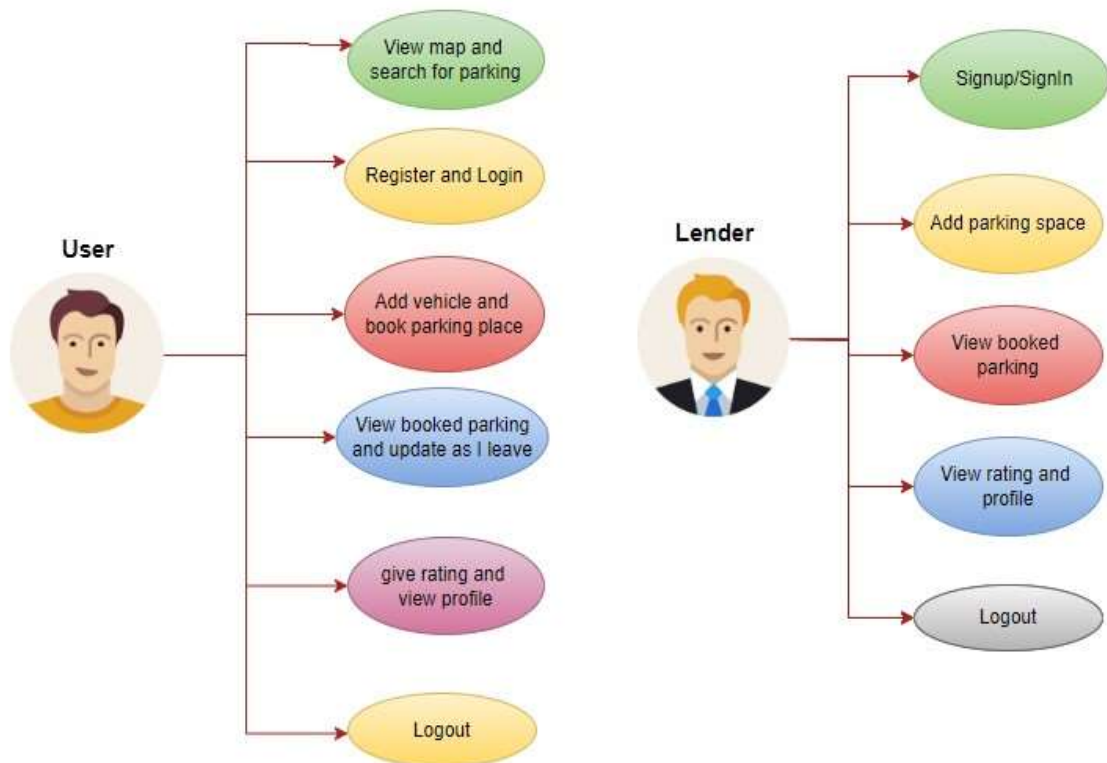 User
View map and
search for parking
Register and Login
Add vehicle and
book parking place
View booked parking
and update as I leave
give rating and
view profile
Logout
Lender
Signup/SignIn
Add parking space
View booked
parking
View rating and
profile
Logout